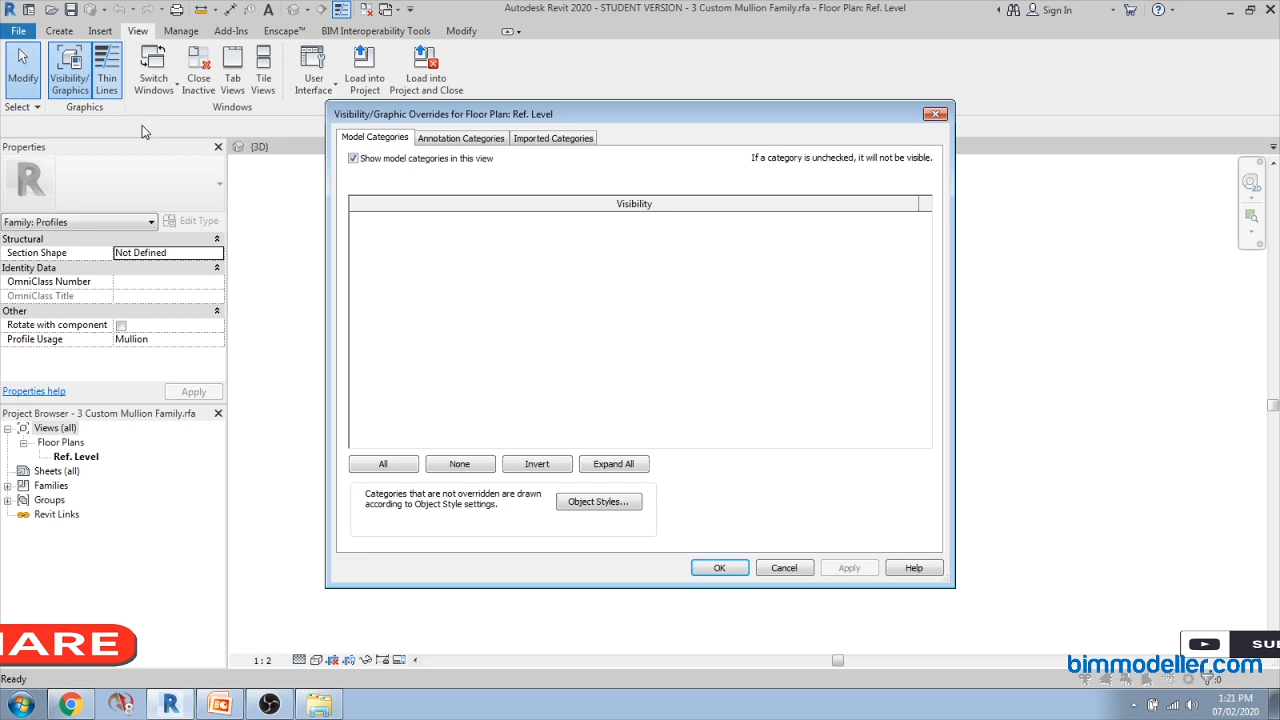 Autodesk Revit 2020 - STUDENT VERSION - 3 Custom Mullion Family.rfa - Floor Plan: Ref. Level
Sign In
File Create Insert View Manage Add-Ins Enscape™ BIM Interoperability Tools Modify
Modify
Visibility/
Graphics
Thin
Lines
Switch
Windows
Close
Inactive
Tab
Views
Tile
Views
User
Interface
Load into
Project
Load into
Project and Close
Select
Graphics
Windows
Properties
{3D}
Family: Profiles
Edit Type
Structural
Section Shape Not Defined
Identity Data
OmniClass Number
OmniClass Title
Other
Rotate with component
Profile Usage Mullion
Properties help
Apply
Project Browser - 3 Custom Mullion Family.rfa
Views (all)
Floor Plans
Ref. Level
Sheets (all)
Families
Groups
Revit Links
Visibility/Graphic Overrides for Floor Plan: Ref. Level
Model Categories Annotation Categories Imported Categories
Show model categories in this view
If a category is unchecked, it will not be visible.
Visibility
All None Invert Expand All
Categories that are not overridden are drawn
according to Object Style settings.
Object Styles...
OK Cancel Apply Help
2D
HARE
1 : 2
SU
bimmodeller.com
Ready
:0
1:21 PM
07/02/2020